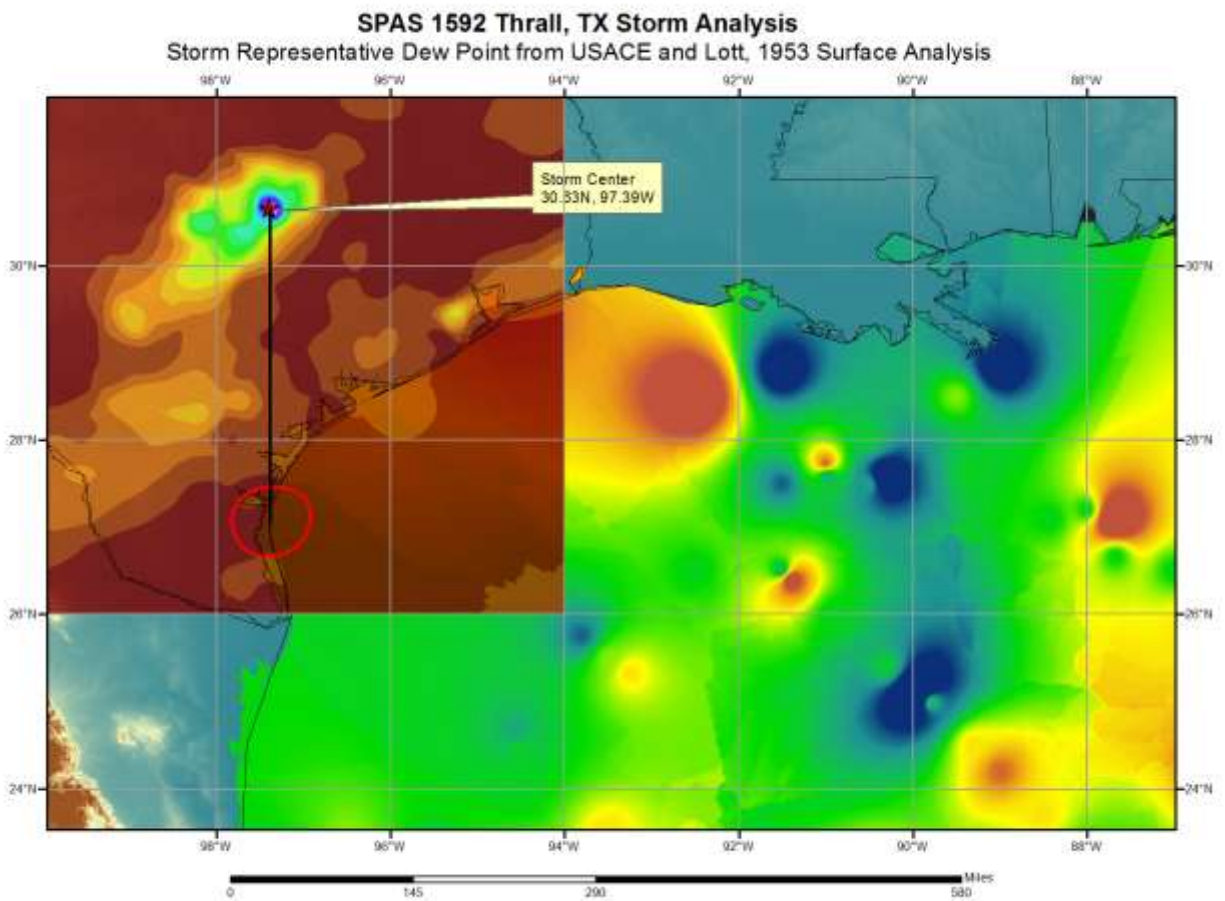 SPAS 1592 Thrall, TX Storm Analysis
Storm Representative Dew Point from USACE and Lott, 1953 Surface Analysis
98°W 96°W 94°W 92°W 90°W 88°W
Storm Center
30.63N, 97.39W
30°N 30°N
28°N 28°N
26°N 26°N
24°N 24°N
98°W 96°W 94°W 92°W 90°W 88°W
Miles
0 145 290 580